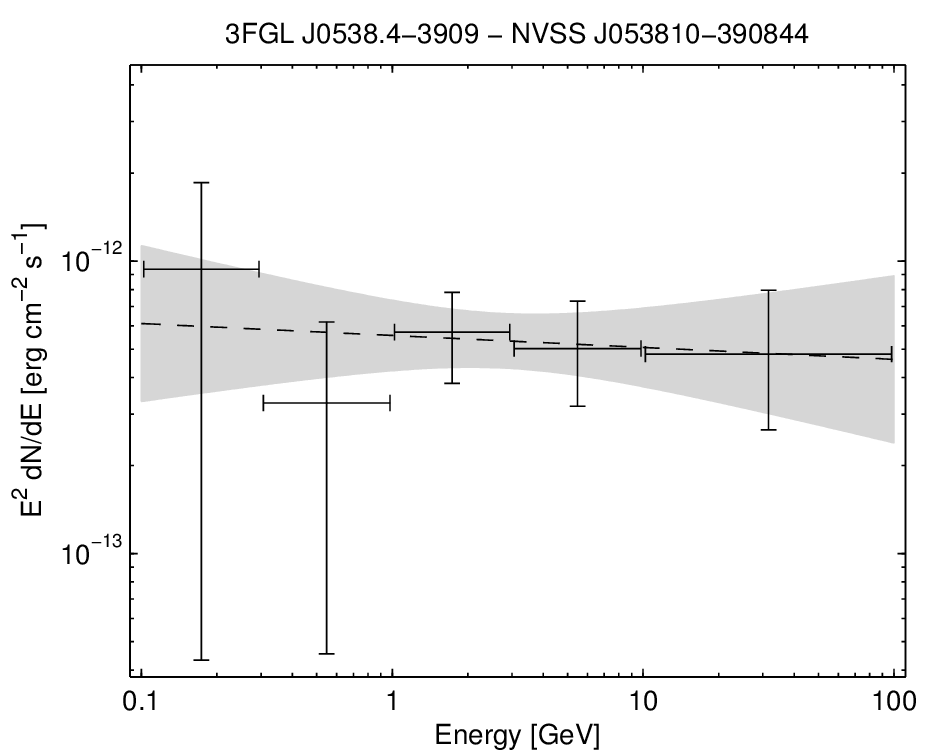 3FGL J0538.4−3909 − NVSS J053810−390844
E² dN/dE [erg cm⁻² s⁻¹]
10⁻¹²
10⁻¹³
0.1 1 10 100
Energy [GeV]